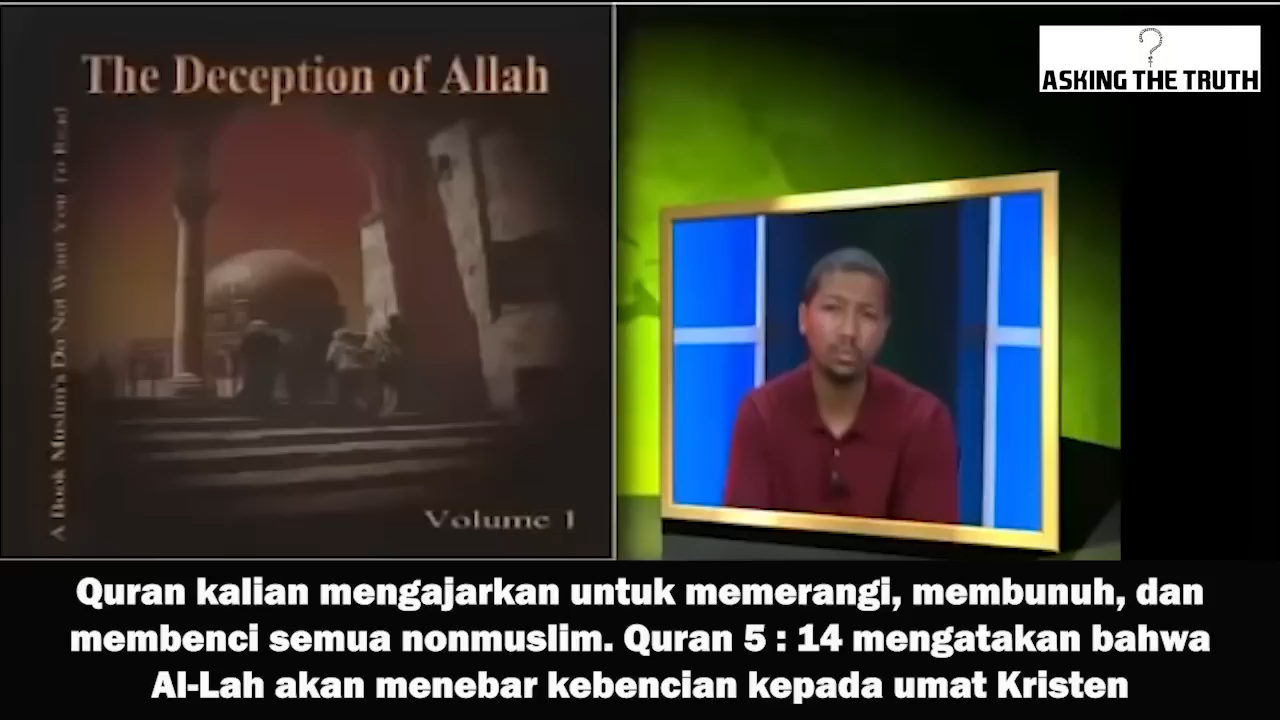 The Deception of Allah
A Book Muslim's Do Not Want You To Read
Volume 1
?
ASKING THE TRUTH
Quran kalian mengajarkan untuk memerangi, membunuh, dan
membenci semua nonmuslim. Quran 5 : 14 mengatakan bahwa
Al-Lah akan menebar kebencian kepada umat Kristen